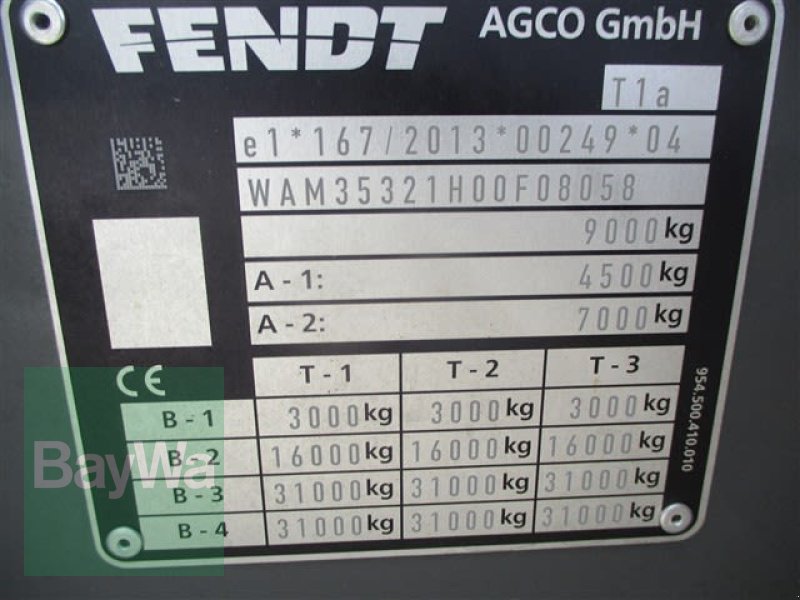 FENDT AGCO GmbH
T1a
e1*167/2013*00249*04
WAM35321H00F08058
9000kg
A - 1: 4500kg
A - 2: 7000kg
CE
T - 1 T - 2 T - 3
B - 1 3000kg 3000kg 3000kg
B - 2 16000kg 16000kg 16000kg
B - 3 31000kg 31000kg 31000kg
B - 4 31000kg 31000kg 31000kg
954.500.410.010
BayWa